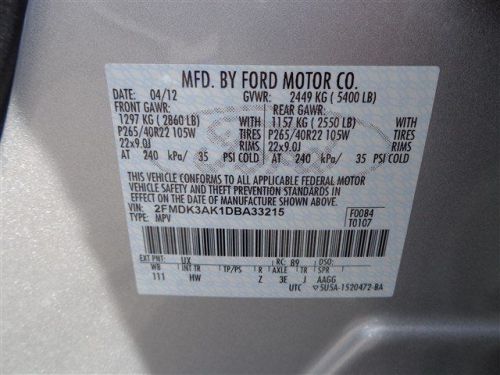 MFD. BY FORD MOTOR CO.
DATE: 04/12 GVWR: 2449 KG ( 5400 LB)
FRONT GAWR: REAR GAWR:
1297 KG ( 2860 LB) WITH 1157 KG ( 2550 LB) WITH
P265/40R22 105W TIRES P265/40R22 105W TIRES
22x9.0J RIMS 22x9.0J RIMS
AT 240 kPa/ 35 PSI COLD AT 240 kPa/ 35 PSI COLD
THIS VEHICLE CONFORMS TO ALL APPLICABLE FEDERAL MOTOR
VEHICLE SAFETY AND THEFT PREVENTION STANDARDS IN
EFFECT ON THE DATE OF MANUFACTURE SHOWN ABOVE.
VIN: 2FMDK3AK1DBA33215 F0084
TYPE: MPV T0107
EXT PNT: UX RC: 89 DSO:
WB INT TR TP/PS R AXLE TR SPR
111 HW Z 3E J AAGG
UTC 5U5A-1520472-BA